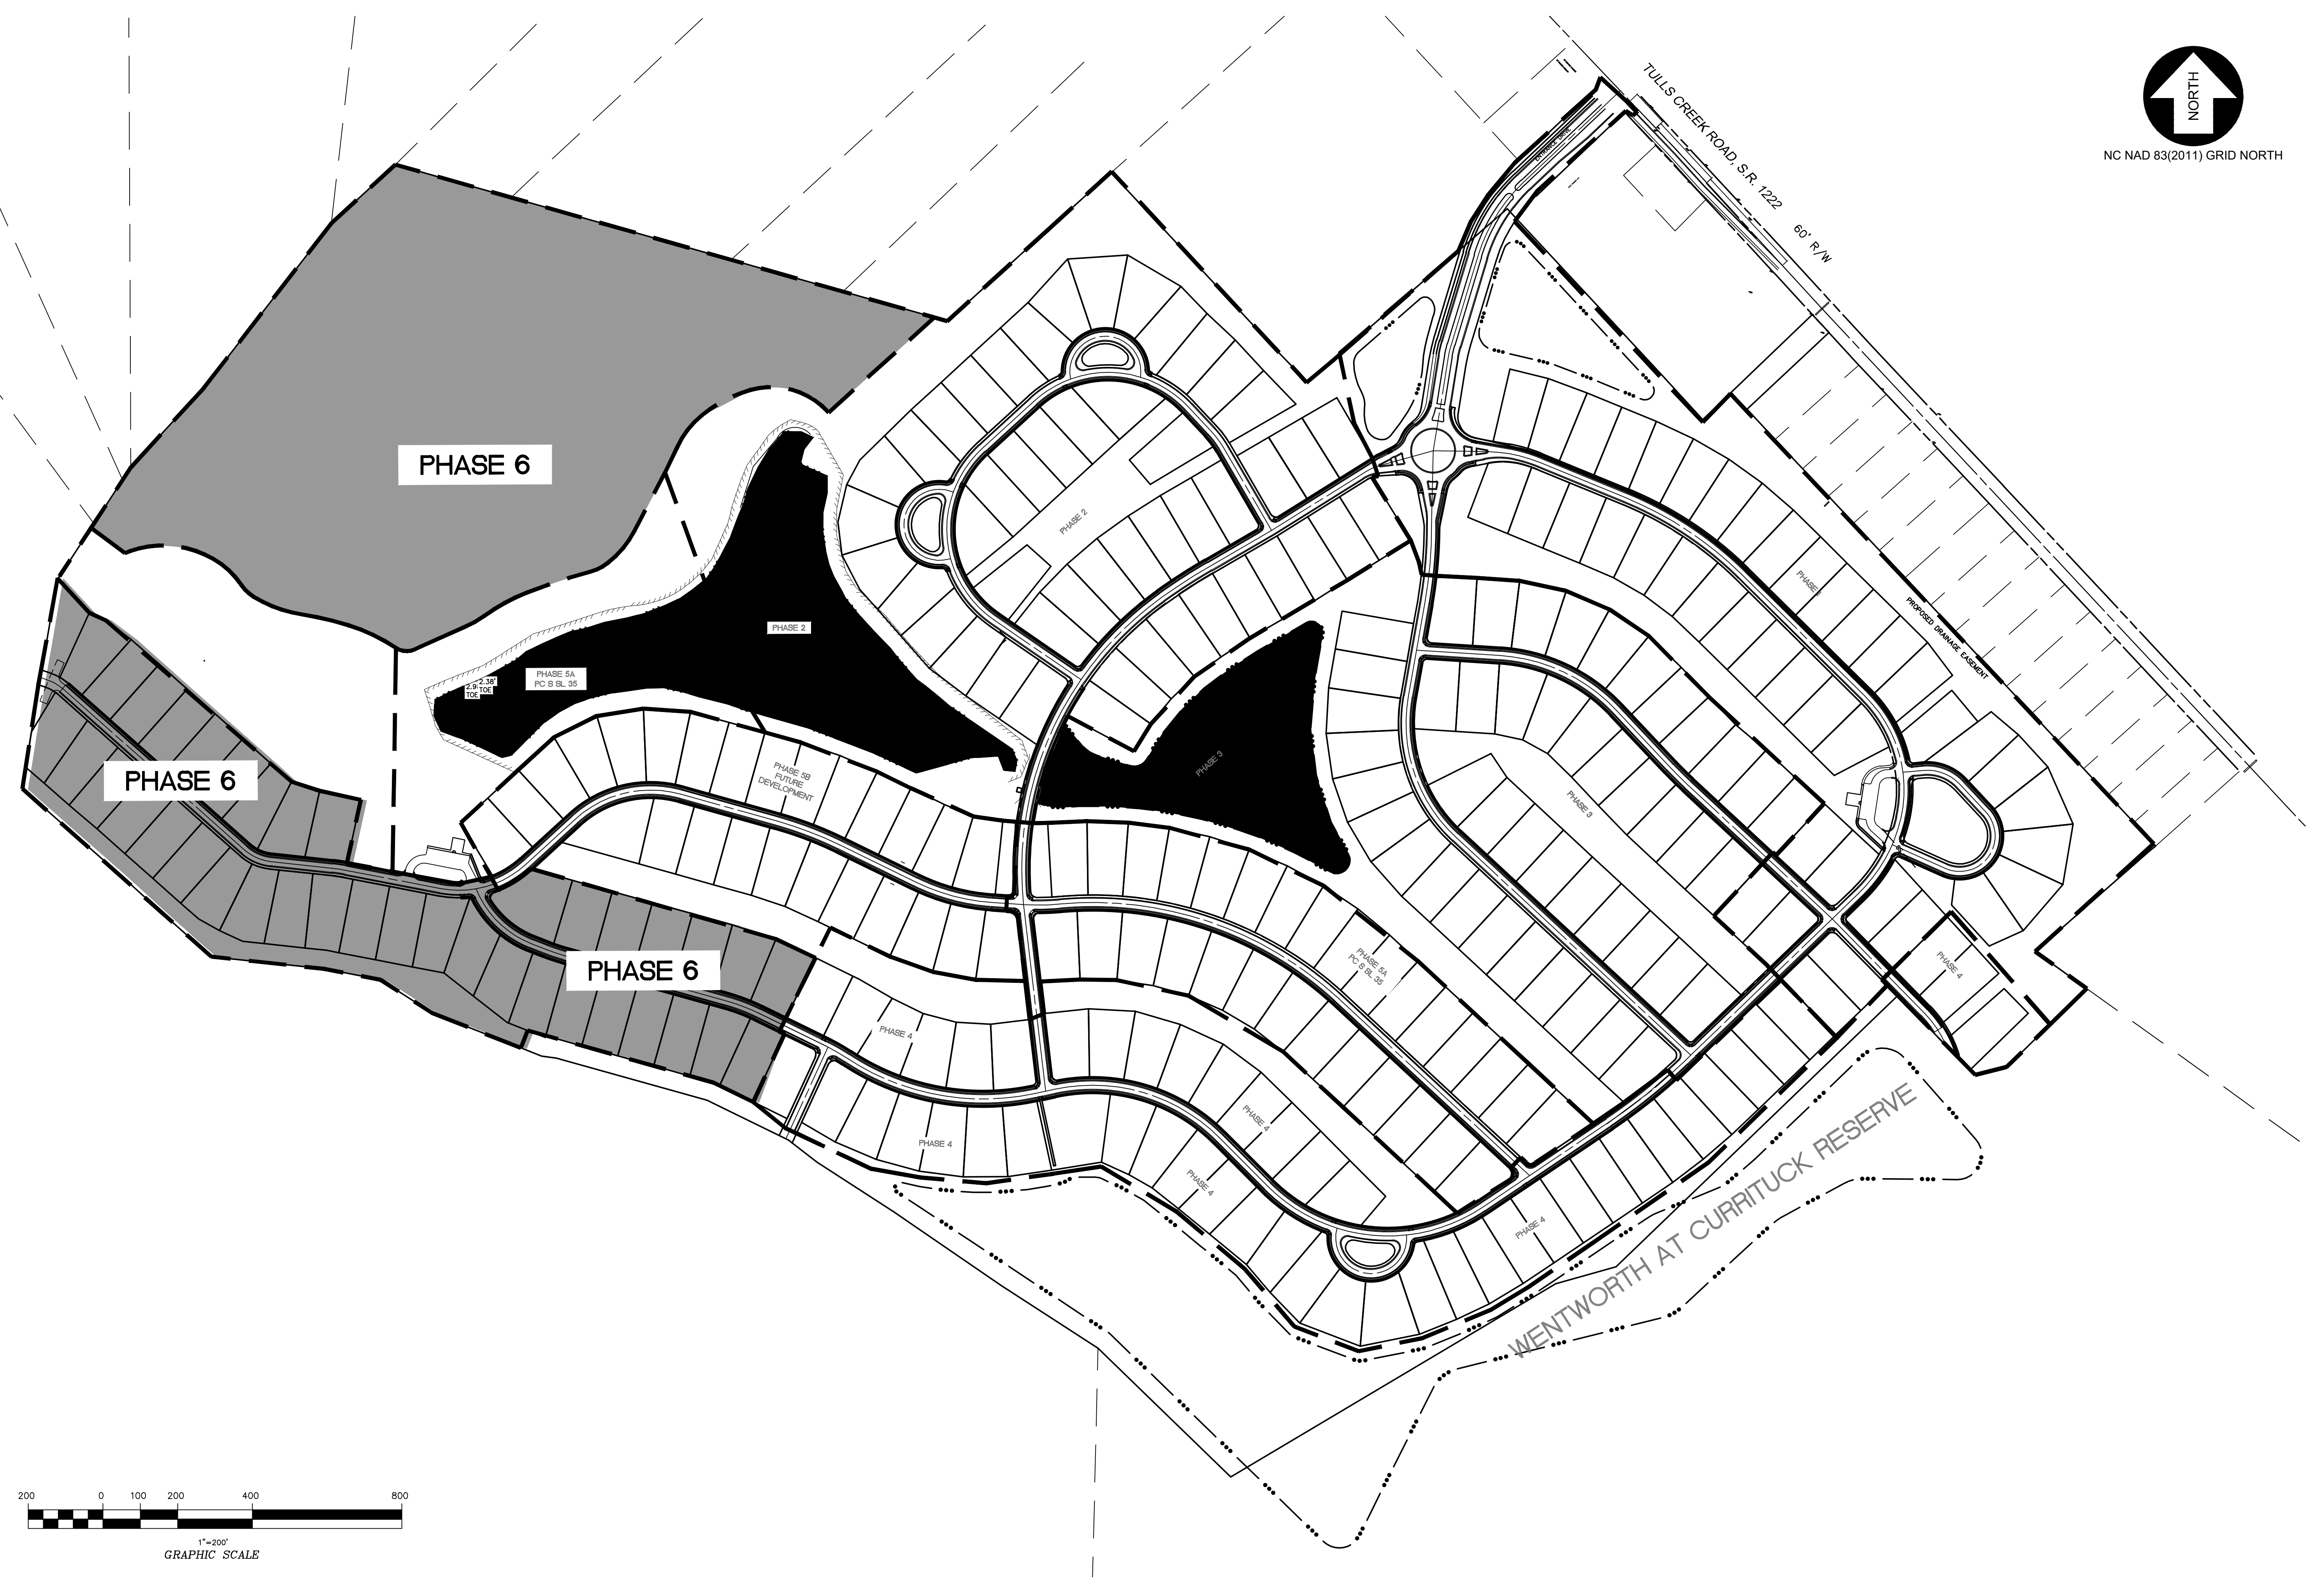 TULLS CREEK ROAD, S.R. 1222
60' R/W
NORTH
NC NAD 83(2011) GRID NORTH
PHASE 6
PHASE 2
PHASE
PROPOSED DRAINAGE EASEMENT
PHASE 2
PHASE 5A
PC S SL 35
2.38'
TOE
TOE
PHASE 3
PHASE 6
PHASE 5B
FUTURE
DEVELOPMENT
PHASE 3
PHASE 6
PHASE 5A
PC S SL 35
PHASE 4
PHASE 4
PHASE 4
PHASE 4
PHASE 4
PHASE 4
WENTWORTH AT CURRITUCK RESERVE
200 0 100 200 400 800
1"=200'
GRAPHIC SCALE